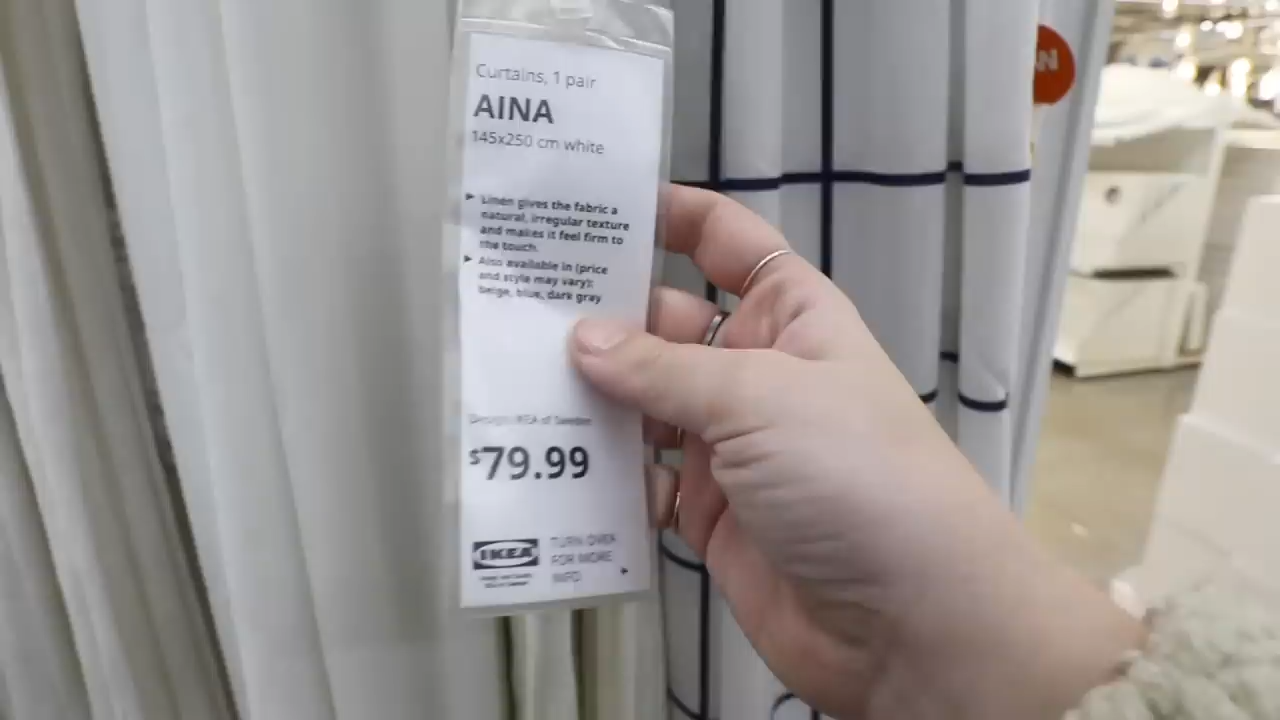 Curtains, 1 pair
AINA
145x250 cm white
▸ Linen gives the fabric a
natural, irregular texture
and makes it feel firm to
the touch.
▸ Also available in (price
and style may vary):
beige, blue, dark gray
Design: IKEA of Sweden
$79.99
IKEA
TURN OVER
FOR MORE
INFO